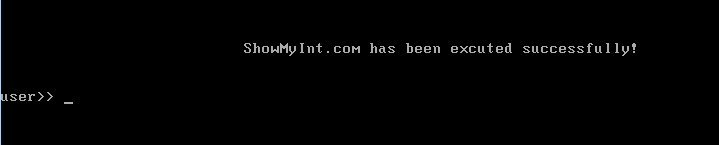 ShowMyInt.com has been excuted successfully!
user>> _